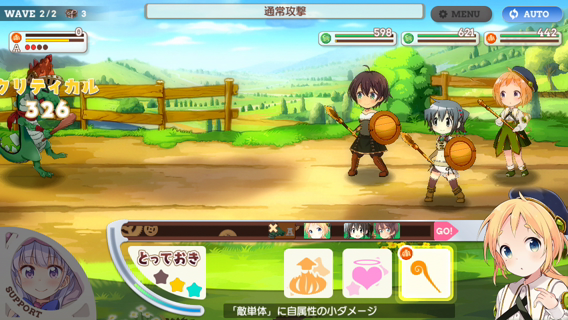 WAVE 2/2
3
通常攻撃
MENU
AUTO
0
A
598
621
442
クリティカル
326
GO!
とっておき
SUPPORT
「敵単体」に自属性の小ダメージ